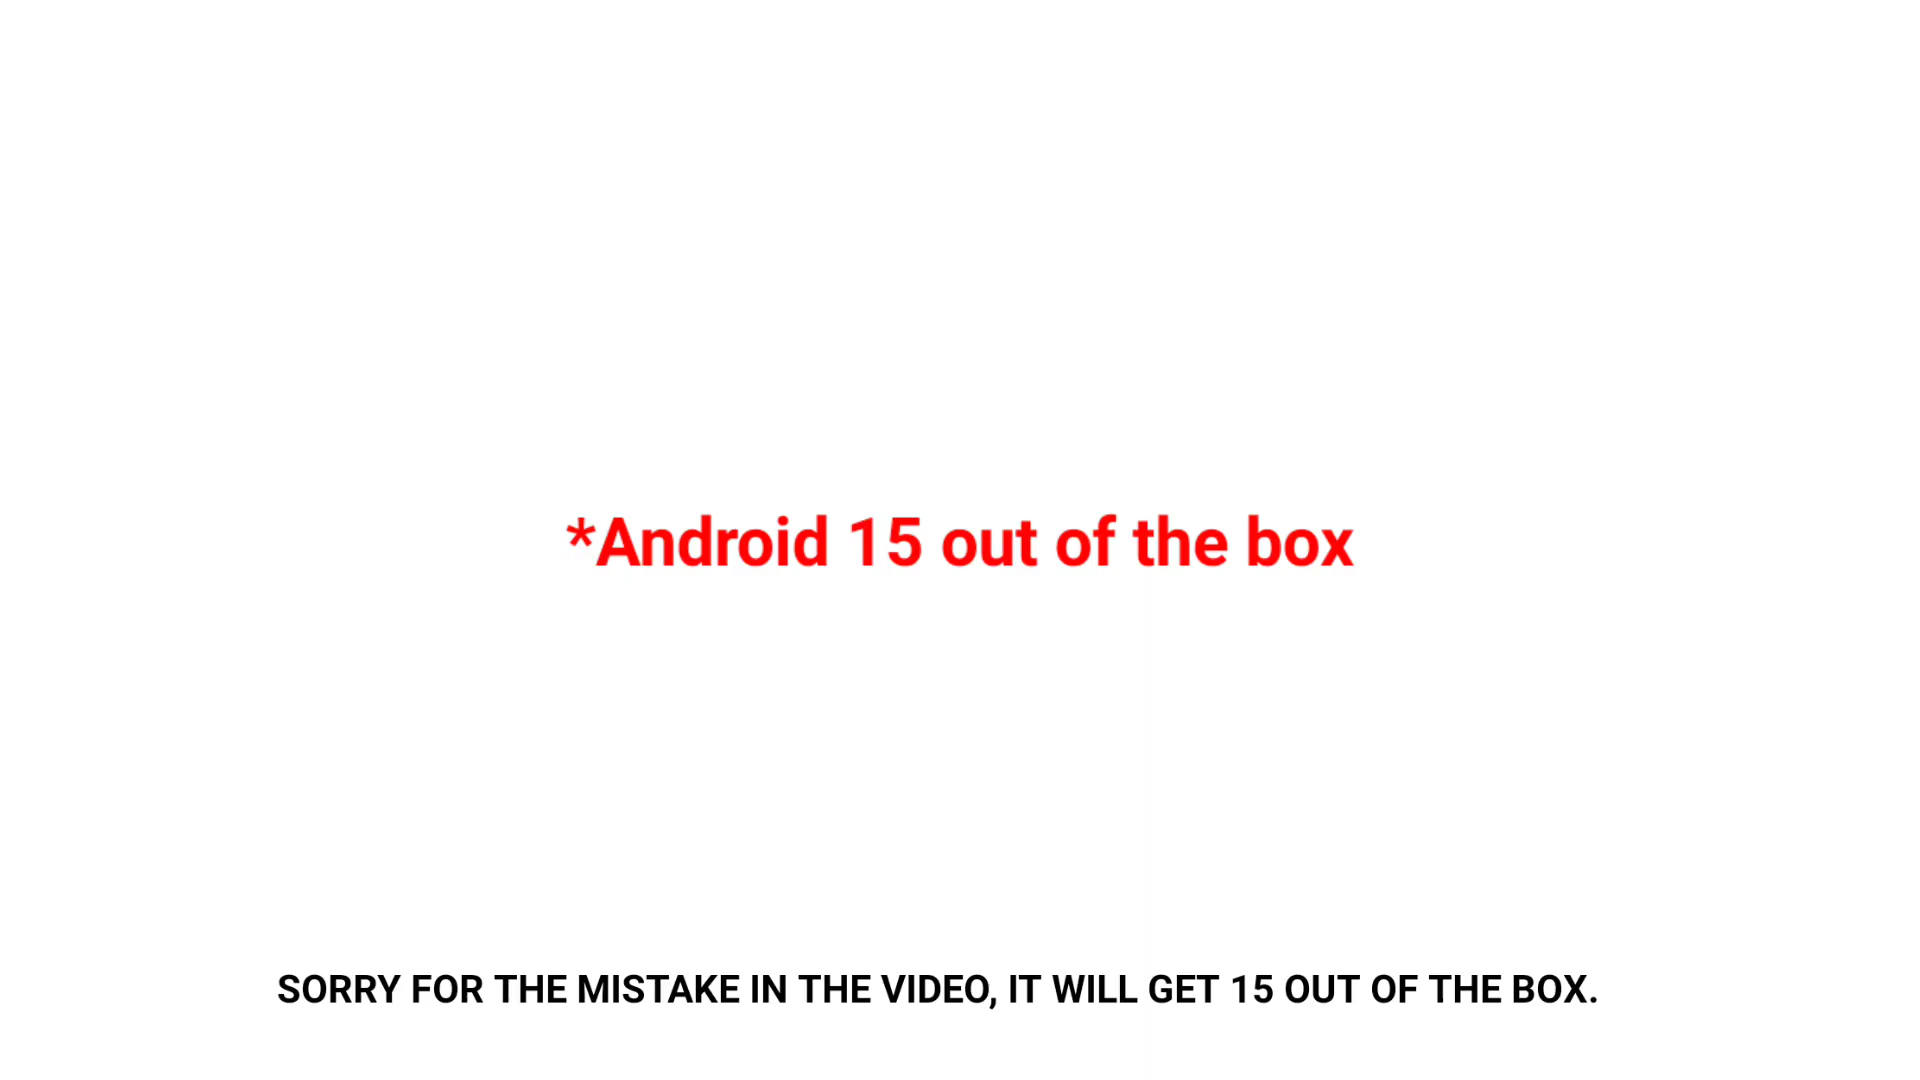 *Android 15 out of the box
SORRY FOR THE MISTAKE IN THE VIDEO, IT WILL GET 15 OUT OF THE BOX.